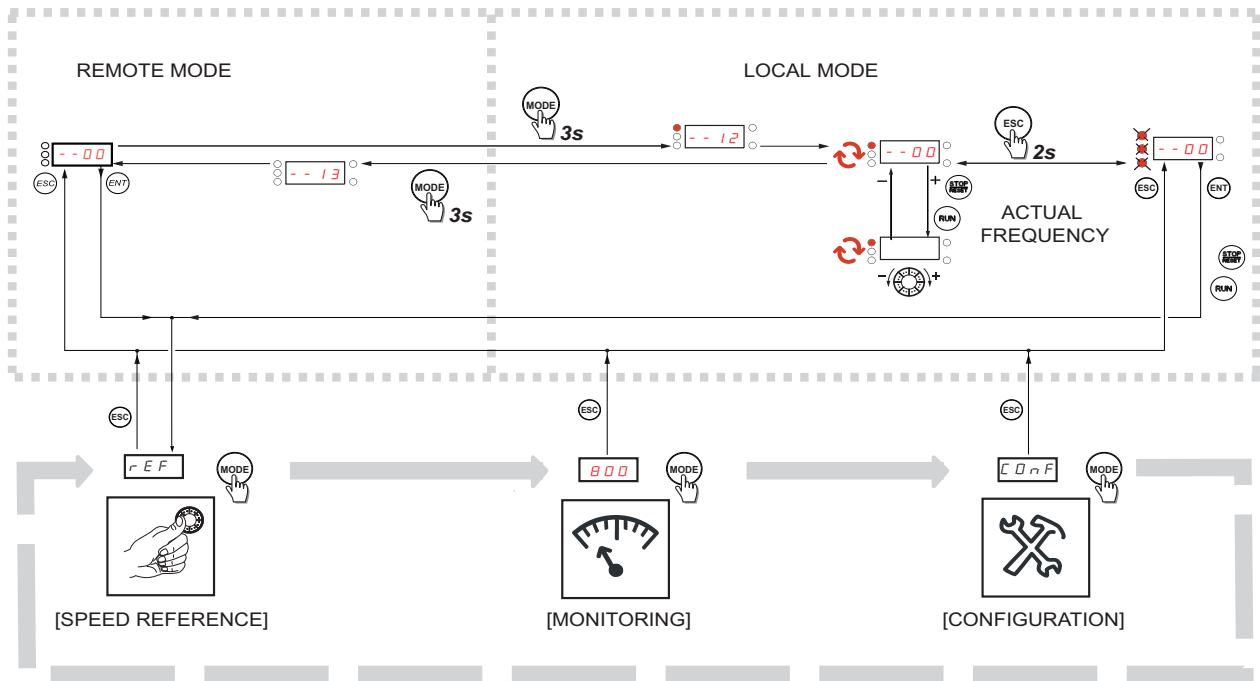 REMOTE MODE
LOCAL MODE
MODE
3s
- - 12
- - 00
ESC
ENT
- - 13
MODE
3s
- - 00
ESC
2s
- - 00
- +
STOP
RESET
RUN
ACTUAL
FREQUENCY
ESC
ENT
- +
STOP
RESET
RUN
ESC
ESC
ESC
rEF
MODE
800
MODE
COnF
MODE
[SPEED REFERENCE]
[MONITORING]
[CONFIGURATION]